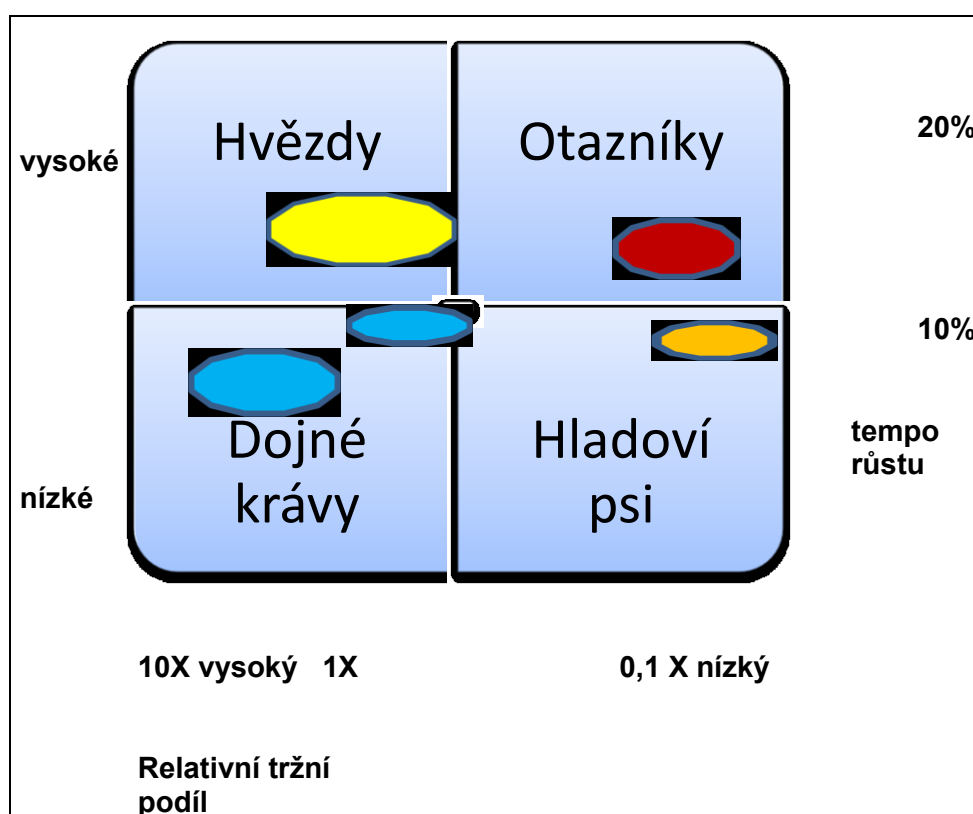 Hvězdy
Otazníky
20%
vysoké
10%
Dojné
krávy
Hladoví
psi
tempo
růstu
nízké
10X vysoký 1X
0,1 X nízký
Relativní tržní
podíl